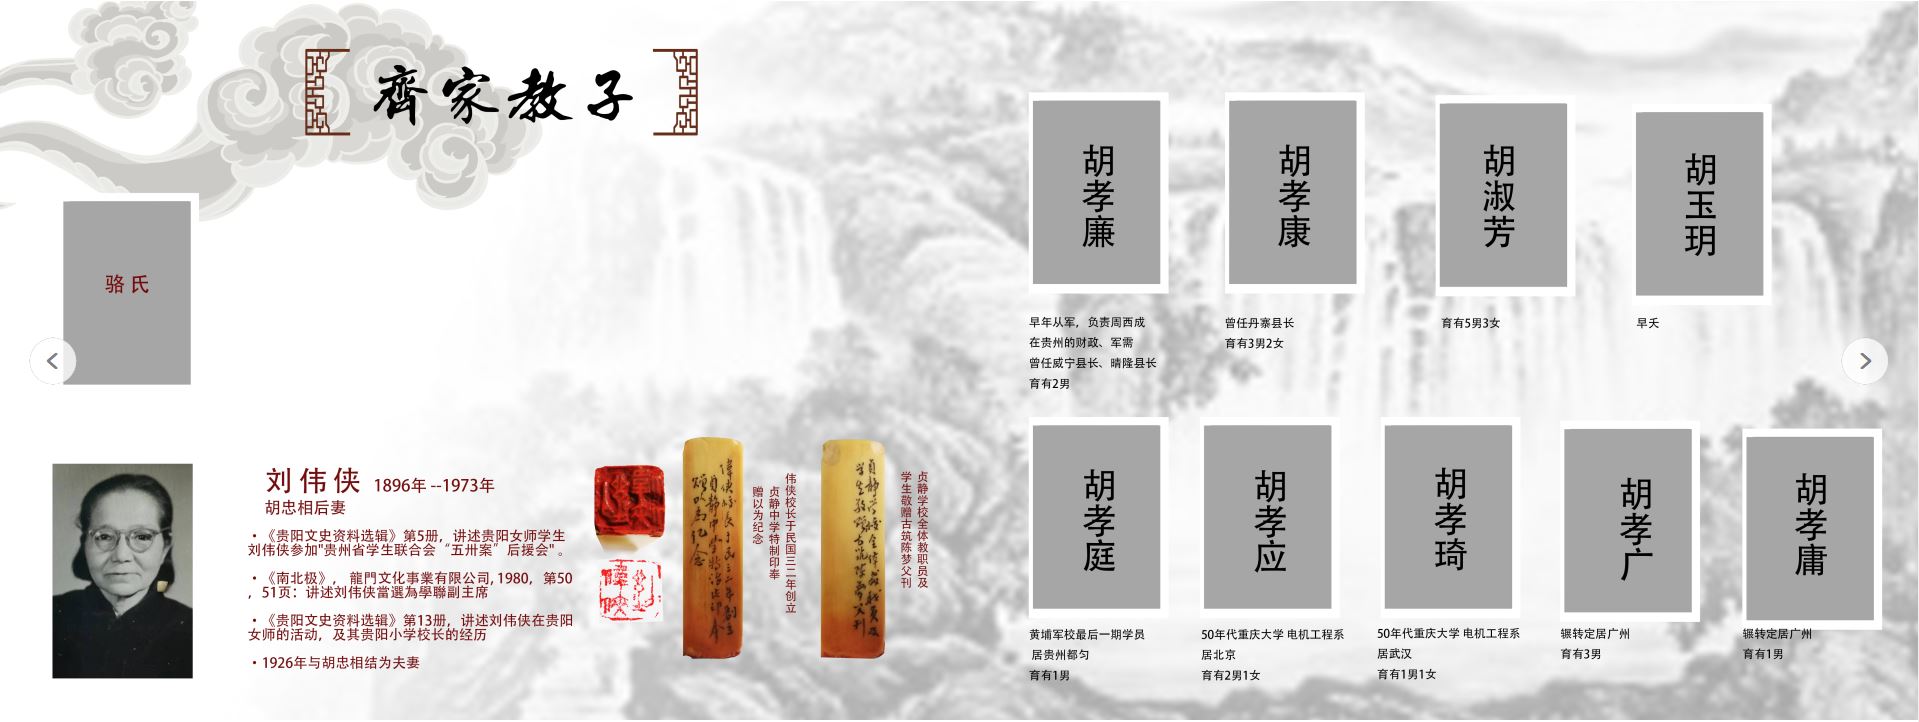 齊家教子
骆氏
刘伟侠 1896年 --1973年
胡忠相后妻
·《贵阳文史资料选辑》第5册，讲述贵阳女师学生
刘伟侠参加"贵州省学生联合会“五卅案”后援会"。
·《南北极》， 龍門文化事業有限公司, 1980， 第50
，51页：讲述刘伟侠當選為學聯副主席
·《贵阳文史资料选辑》第13册，讲述刘伟侠在贵阳
女师的活动，及其贵阳小学校长的经历
·1926年与胡忠相结为夫妻
伟侠校长于民国三二年创立
贞静中学特制印奉
赠以为纪念
贞静学校全体教职员及
学生敬赠古筑陈梦父刊
胡孝廉
早年从军，负责周西成
在贵州的财政、军需
曾任威宁县长、晴隆县长
育有2男
胡孝康
曾任丹寨县长
育有3男2女
胡淑芳
育有5男3女
胡玉玥
早夭
胡孝庭
黄埔军校最后一期学员
居贵州都匀
育有1男
胡孝应
50年代重庆大学 电机工程系
居北京
育有2男1女
胡孝琦
50年代重庆大学 电机工程系
居武汉
育有1男1女
胡孝广
辗转定居广州
育有3男
胡孝庸
辗转定居广州
育有1男